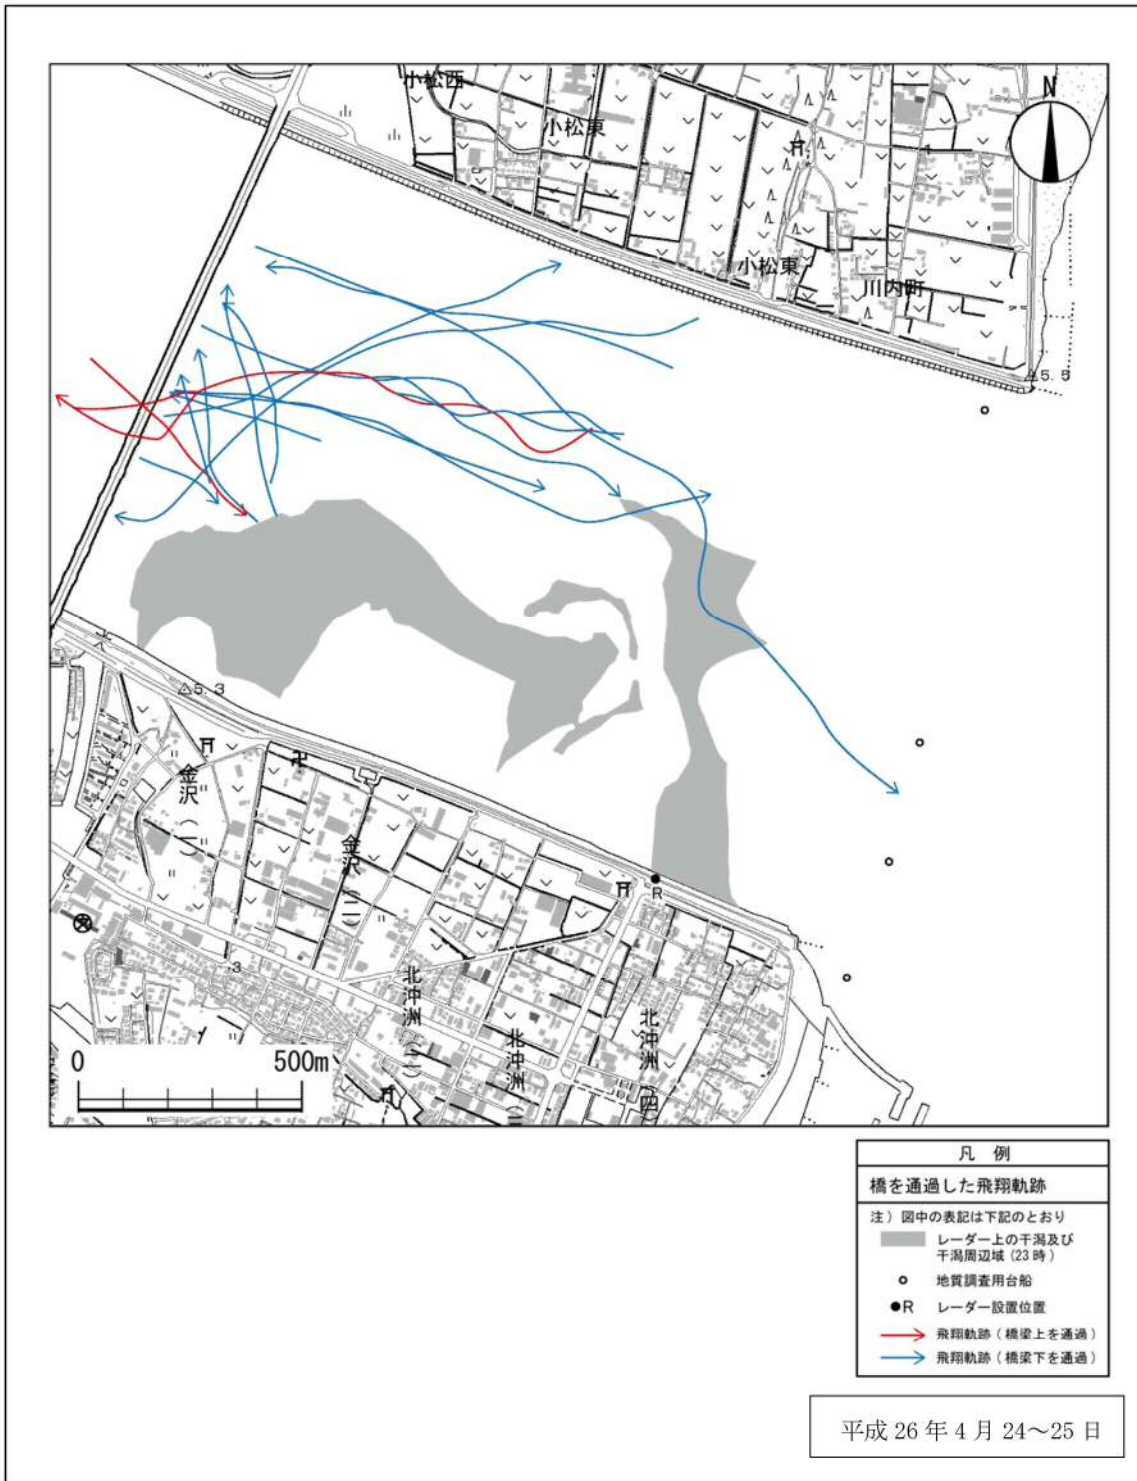 小松西
小松東
N
小松東
川内町
5.5
5.3
金沢(一)
金沢(二)
R
3
北沖洲(二)
北沖洲(三
北沖洲(四)
0 500m
凡 例
橋を通過した飛翔軌跡
注)図中の表記は下記のとおり
レーダー上の干潟及び
干潟周辺域(23時)
地質調査用台船
●R レーダー設置位置
飛翔軌跡(橋梁上を通過)
飛翔軌跡(橋梁下を通過)
平成 26 年 4 月 24~25 日